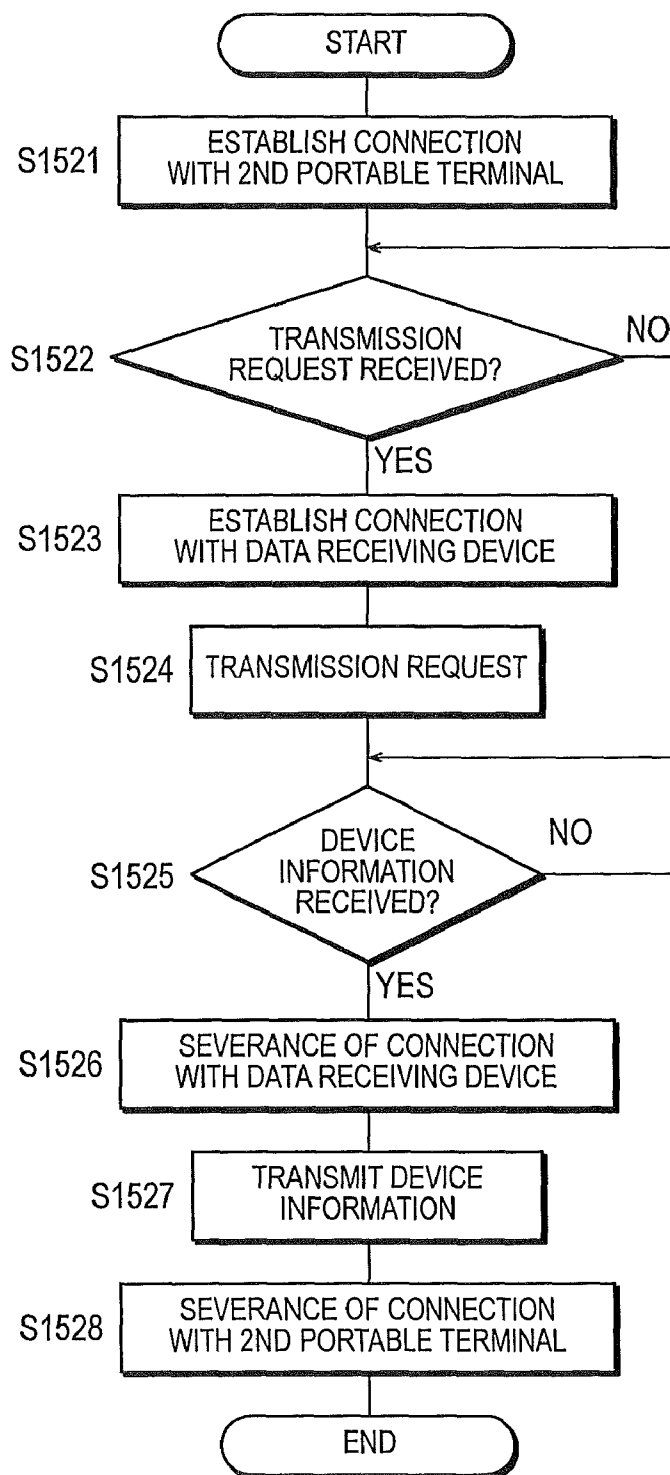 START
S1521
ESTABLISH CONNECTION
WITH 2ND PORTABLE TERMINAL
S1522
TRANSMISSION
REQUEST RECEIVED?
NO
YES
S1523
ESTABLISH CONNECTION
WITH DATA RECEIVING DEVICE
S1524
TRANSMISSION REQUEST
S1525
DEVICE
INFORMATION
RECEIVED?
NO
YES
S1526
SEVERANCE OF CONNECTION
WITH DATA RECEIVING DEVICE
S1527
TRANSMIT DEVICE
INFORMATION
S1528
SEVERANCE OF CONNECTION
WITH 2ND PORTABLE TERMINAL
END